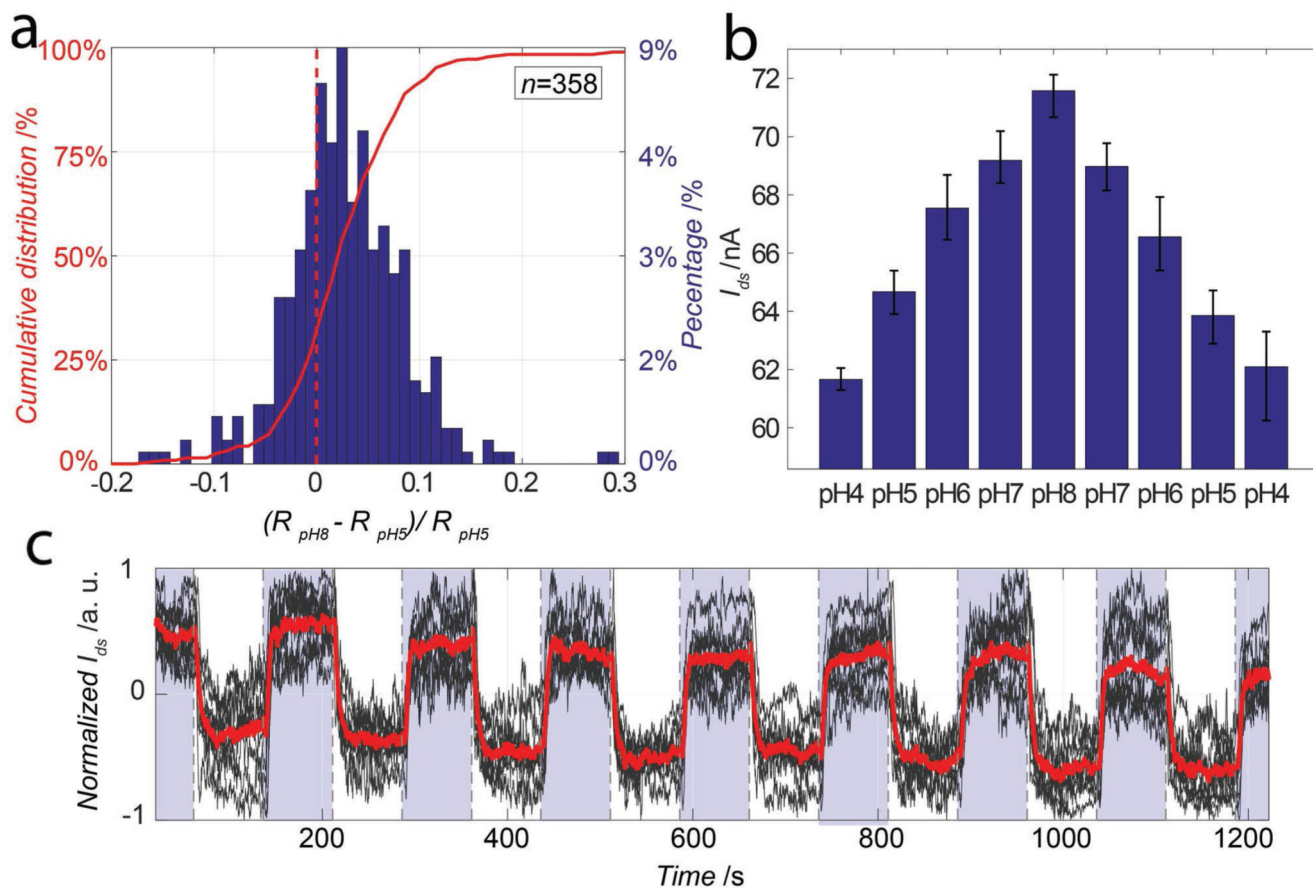 a
100%
75%
50%
25%
0%
Cumulative distribution /%
n=358
9%
4%
3%
2%
0%
Pecentage /%
-0.2 -0.1 0 0.1 0.2 0.3
(R pH8 - R pH5)/ R pH5
b
72
70
68
66
64
62
60
Ids /nA
pH4 pH5 pH6 pH7 pH8 pH7 pH6 pH5 pH4
c
1
0
-1
Normalized Ids /a. u.
200 400 600 800 1000 1200
Time /s